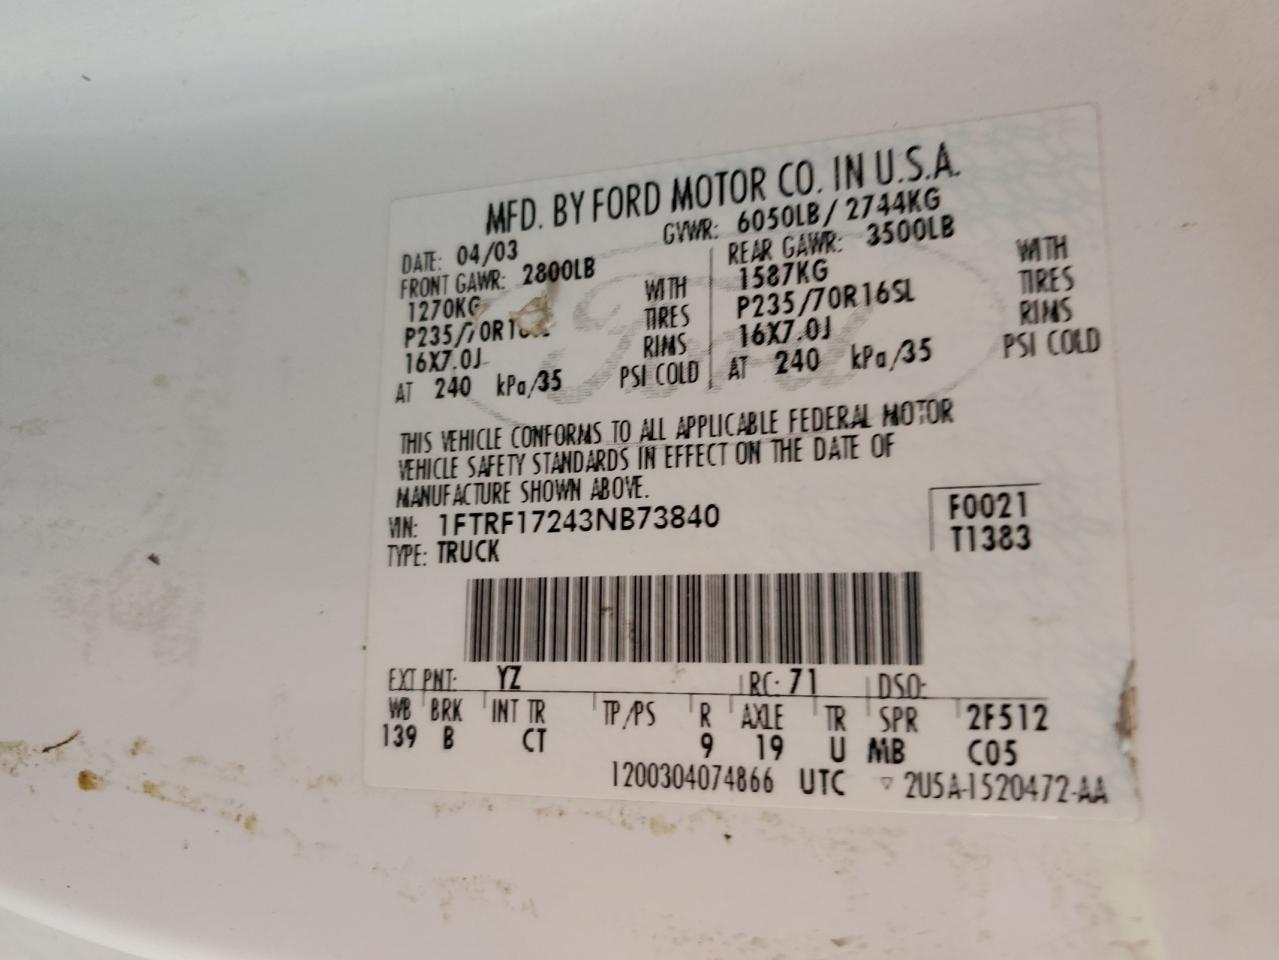 MFD. BY FORD MOTOR CO. IN U.S.A.
DATE: 04/03 GVWR: 6050LB / 2744KG
FRONT GAWR: 2800LB REAR GAWR: 3500LB
1270KG WITH 1587KG WITH
P235/70R16 TIRES P235/70R16SL TIRES
16X7.0J RIMS 16X7.0J RIMS
AT 240 kPa/35 PSI COLD AT 240 kPa/35 PSI COLD
Ford
THIS VEHICLE CONFORMS TO ALL APPLICABLE FEDERAL MOTOR
VEHICLE SAFETY STANDARDS IN EFFECT ON THE DATE OF
MANUFACTURE SHOWN ABOVE.
VIN: 1FTRF17243NB73840 F0021
TYPE: TRUCK T1383
EXT PNT: YZ RC: 71 DSO:
WB BRK INT TR TP/PS R AXLE TR SPR 2F512
139 B CT 9 19 U MB C05
1200304074866 UTC ▽ 2U5A-1520472-AA